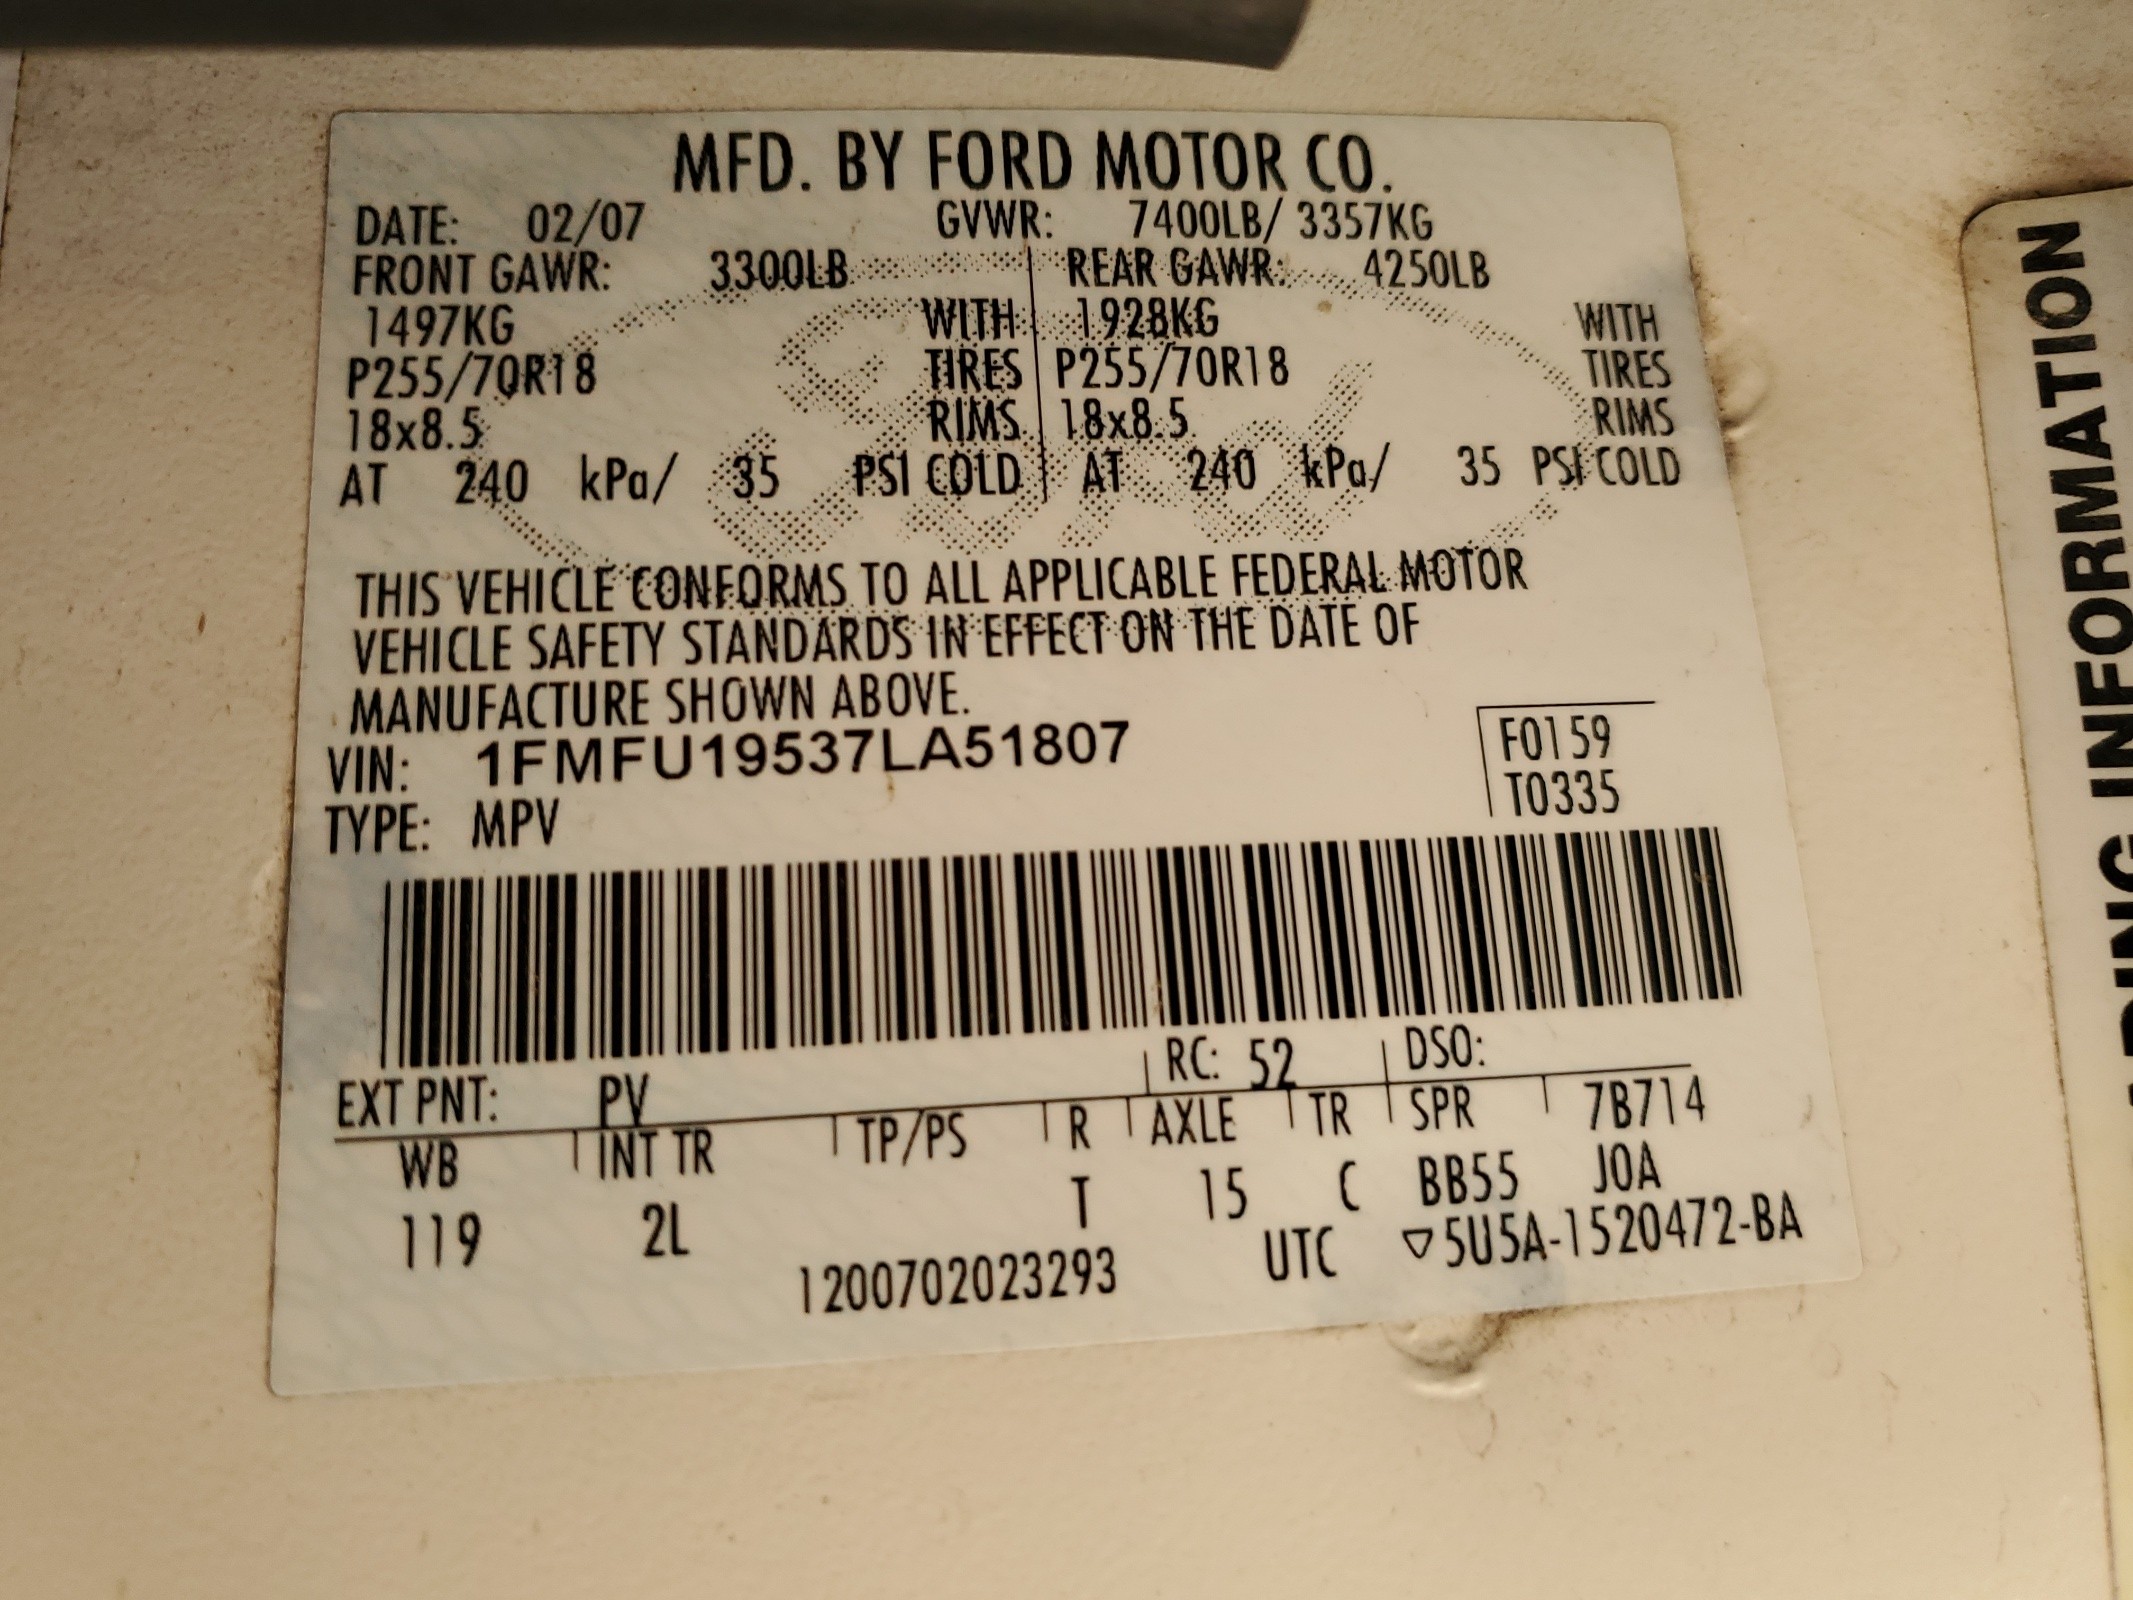 MFD. BY FORD MOTOR CO.
DATE: 02/07 GVWR: 7400LB/ 3357KG
FRONT GAWR: 3300LB REAR GAWR: 4250LB
1497KG WITH 1928KG WITH
P255/70R18 TIRES P255/70R18 TIRES
18x8.5 RIMS 18x8.5 RIMS
AT 240 kPa/ 35 PSI COLD AT 240 kPa/ 35 PSI COLD
THIS VEHICLE CONFORMS TO ALL APPLICABLE FEDERAL MOTOR
VEHICLE SAFETY STANDARDS IN EFFECT ON THE DATE OF
MANUFACTURE SHOWN ABOVE.
VIN: 1FMFU19537LA51807 F0159
TYPE: MPV T0335
EXT PNT: PV RC: 52 DSO:
WB INT TR TP/PS R AXLE TR SPR 7B714
119 2L T 15 C BB55 JOA
1200702023293 UTC ▽5U5A-1520472-BA
INFORMATION